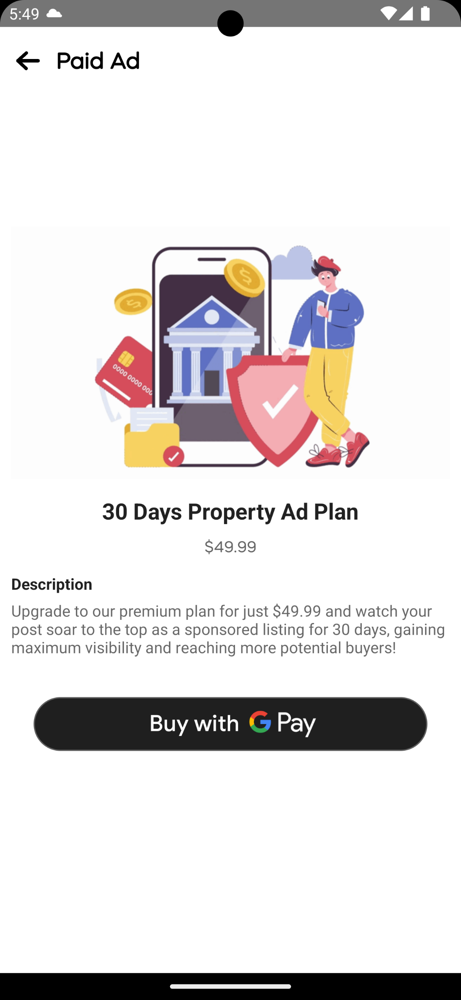 5:49
Paid Ad
0000 0000 000
30 Days Property Ad Plan
$49.99
Description
Upgrade to our premium plan for just $49.99 and watch your
post soar to the top as a sponsored listing for 30 days, gaining
maximum visibility and reaching more potential buyers!
Buy with G Pay